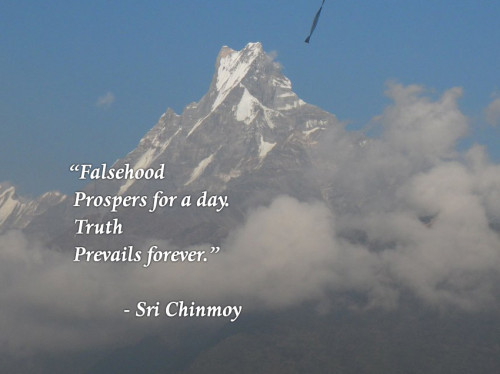 “Falsehood
Prospers for a day.
Truth
Prevails forever.”
- Sri Chinmoy